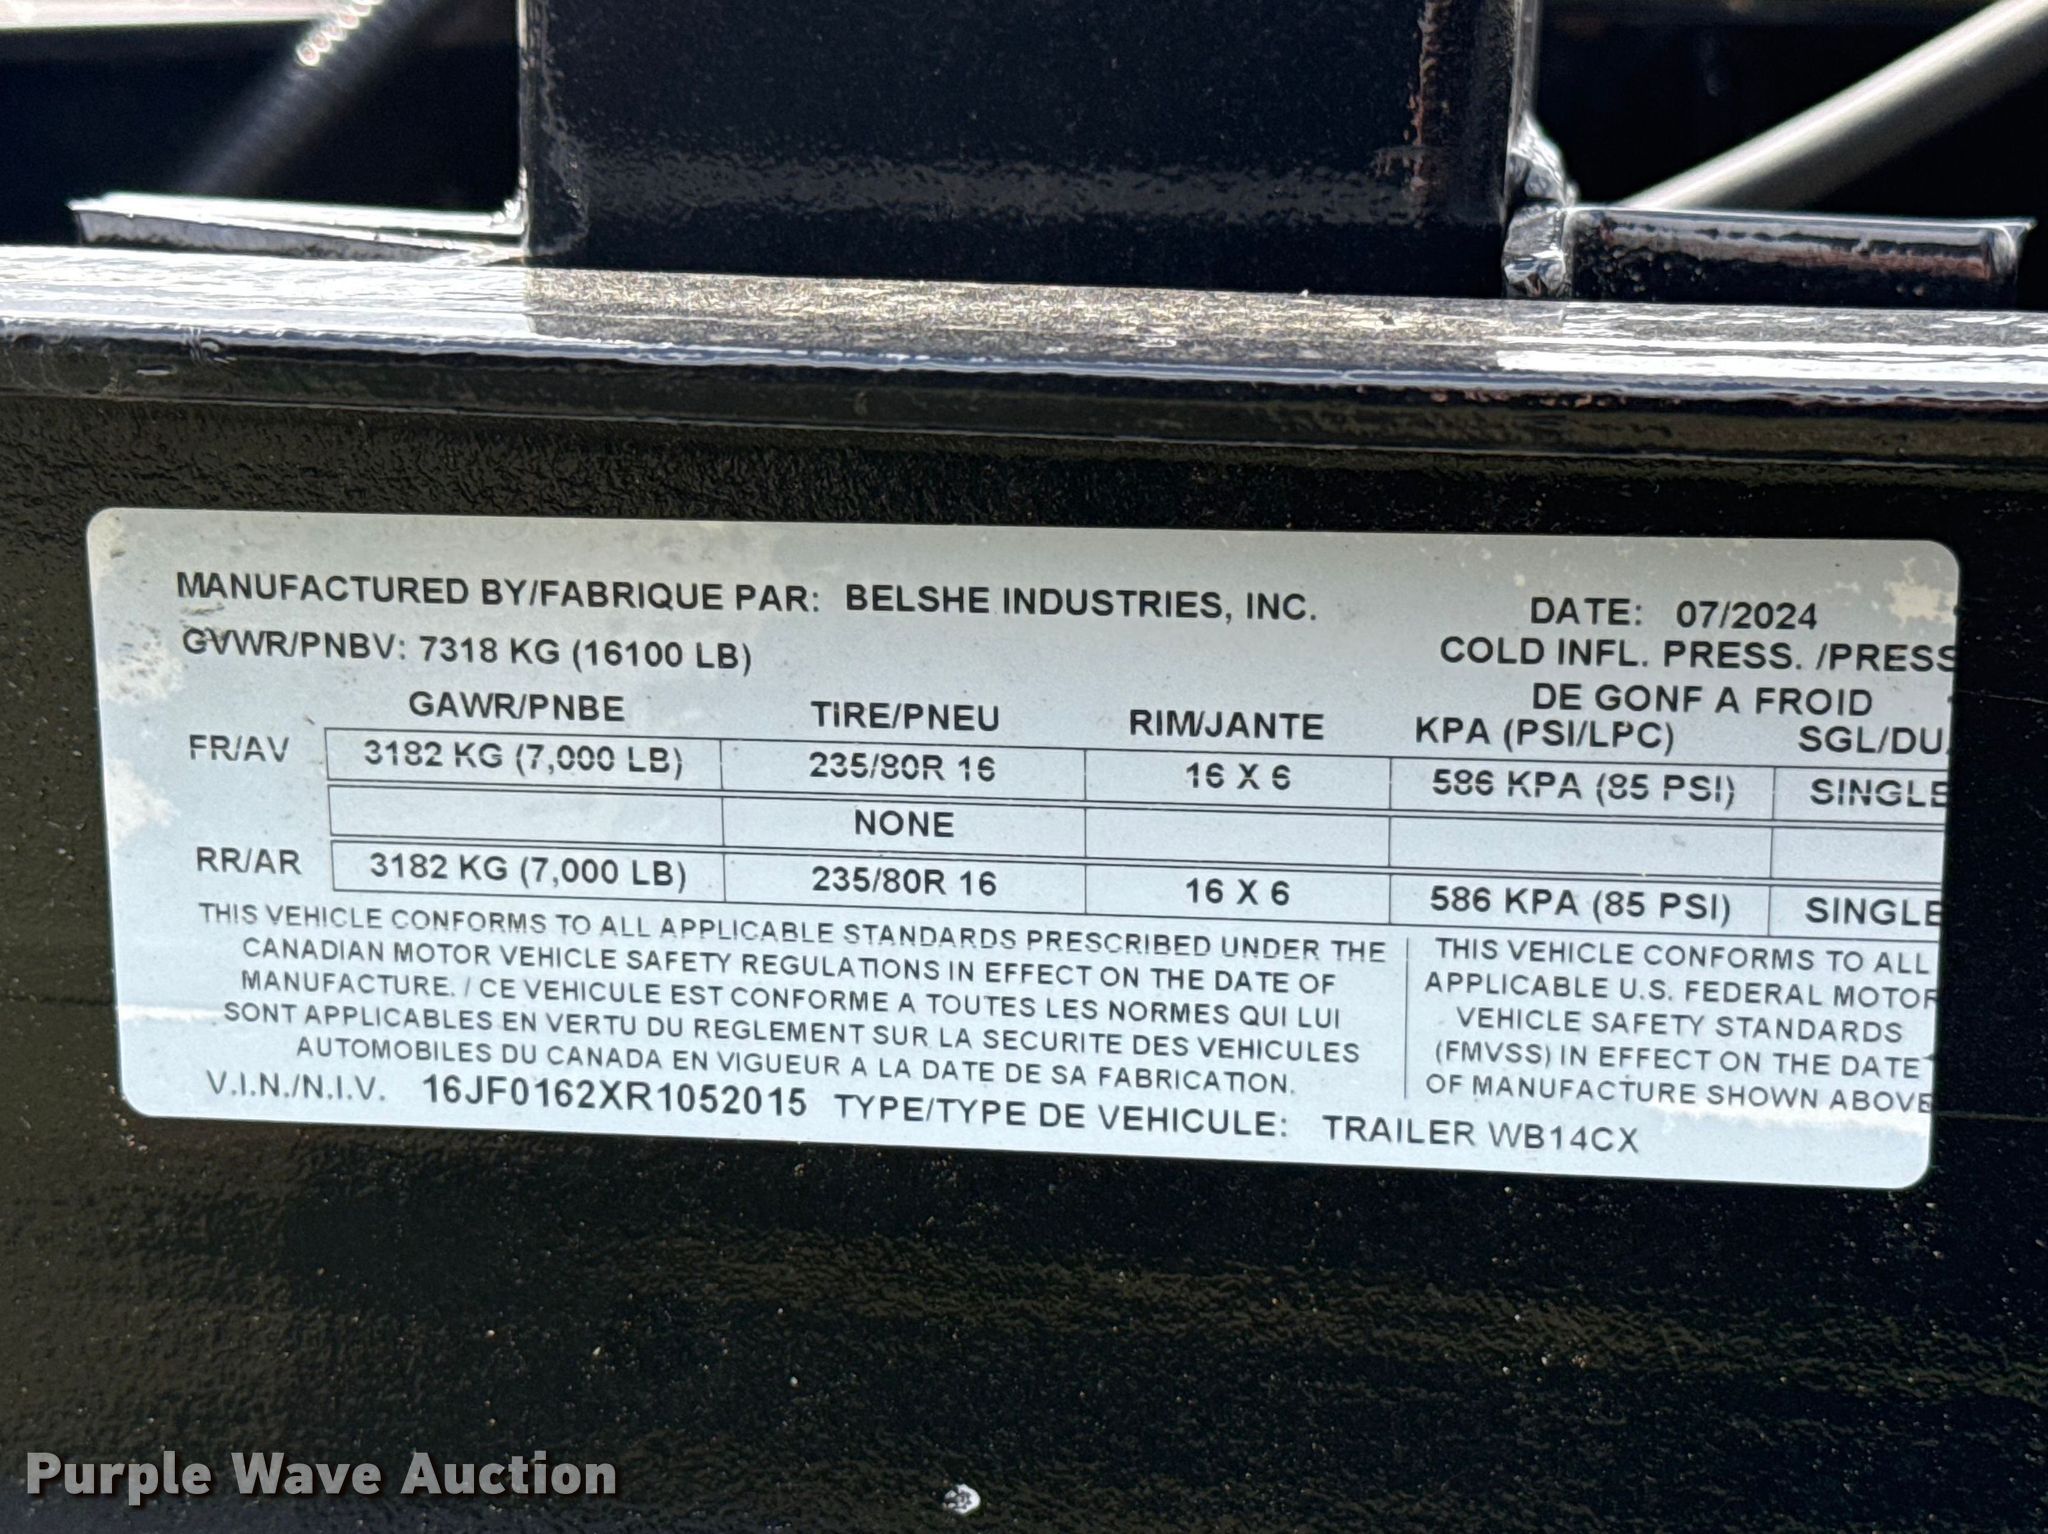 MANUFACTURED BY/FABRIQUE PAR: BELSHE INDUSTRIES, INC. DATE: 07/2024
GVWR/PNBV: 7318 KG (16100 LB) COLD INFL. PRESS. /PRESS
DE GONF A FROID
GAWR/PNBE TIRE/PNEU RIM/JANTE KPA (PSI/LPC) SGL/DU
FR/AV 3182 KG (7,000 LB) 235/80R 16 16 X 6 586 KPA (85 PSI) SINGLE
NONE
RR/AR 3182 KG (7,000 LB) 235/80R 16 16 X 6 586 KPA (85 PSI) SINGLE
THIS VEHICLE CONFORMS TO ALL APPLICABLE STANDARDS PRESCRIBED UNDER THE
CANADIAN MOTOR VEHICLE SAFETY REGULATIONS IN EFFECT ON THE DATE OF
MANUFACTURE. / CE VEHICULE EST CONFORME A TOUTES LES NORMES QUI LUI
SONT APPLICABLES EN VERTU DU REGLEMENT SUR LA SECURITE DES VEHICULES
AUTOMOBILES DU CANADA EN VIGUEUR A LA DATE DE SA FABRICATION.
THIS VEHICLE CONFORMS TO ALL
APPLICABLE U.S. FEDERAL MOTOR
VEHICLE SAFETY STANDARDS
(FMVSS) IN EFFECT ON THE DATE
OF MANUFACTURE SHOWN ABOVE
V.I.N./N.I.V. 16JF0162XR1052015 TYPE/TYPE DE VEHICULE: TRAILER WB14CX
Purple Wave Auction